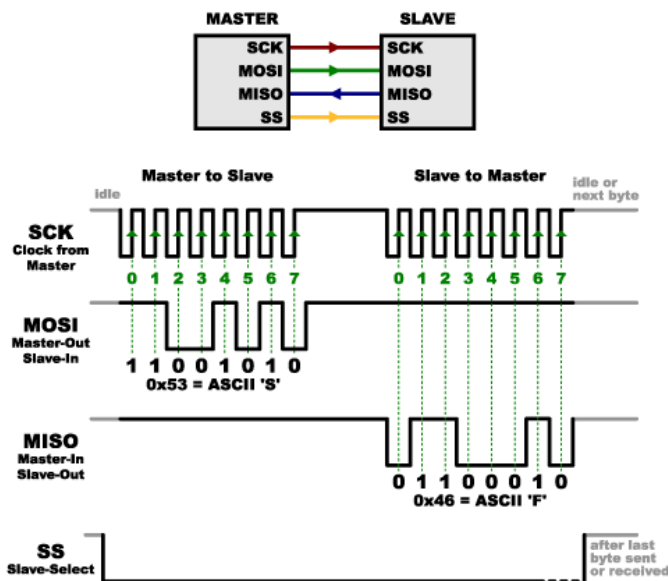 MASTER SLAVE
SCK SCK
MOSI MOSI
MISO MISO
SS SS
Master to Slave Slave to Master
idle
idle or
next byte
SCK
Clock from
Master
0 1 2 3 4 5 6 7 0 1 2 3 4 5 6 7
MOSI
Master-Out
Slave-In
1 1 0 0 1 0 1 0
0x53 = ASCII 'S'
MISO
Master-In
Slave-Out
0 1 1 0 0 0 1 0
0x46 = ASCII 'F'
SS
Slave-Select
after last
byte sent
or received